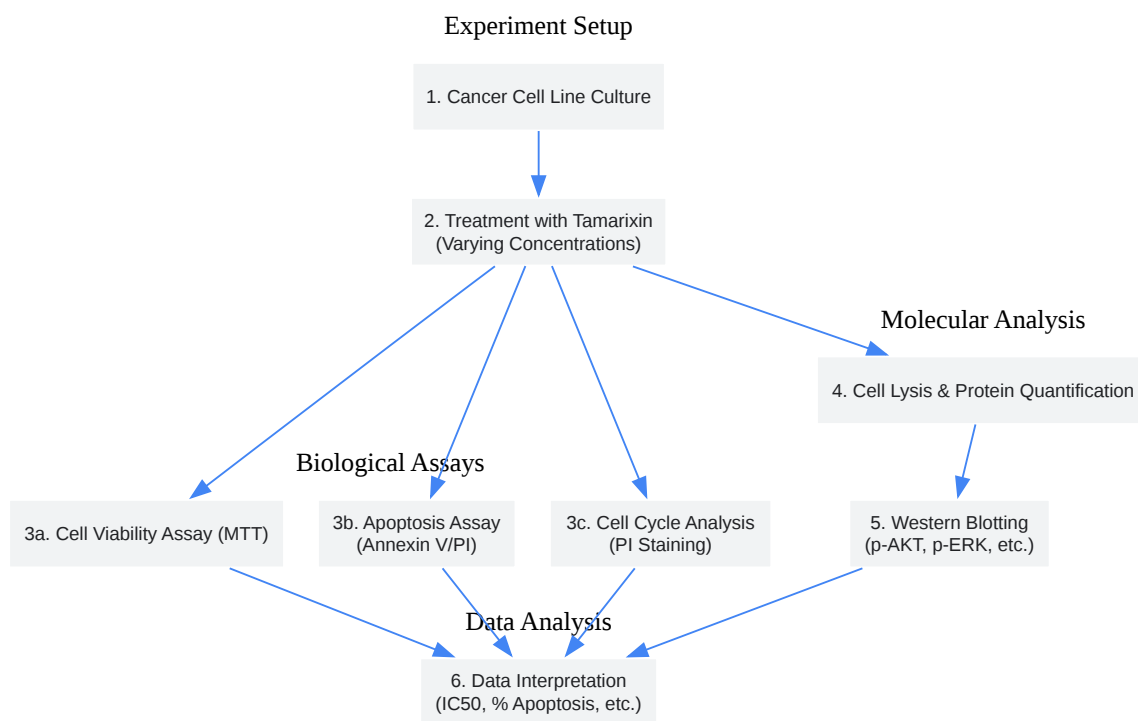 Experiment Setup
1. Cancer Cell Line Culture
2. Treatment with Tamarixin
(Varying Concentrations)
Molecular Analysis
4. Cell Lysis & Protein Quantification
Biological Assays
3a. Cell Viability Assay (MTT)
3b. Apoptosis Assay
(Annexin V/PI)
3c. Cell Cycle Analysis
(PI Staining)
5. Western Blotting
(p-AKT, p-ERK, etc.)
Data Analysis
6. Data Interpretation
(IC50, % Apoptosis, etc.)